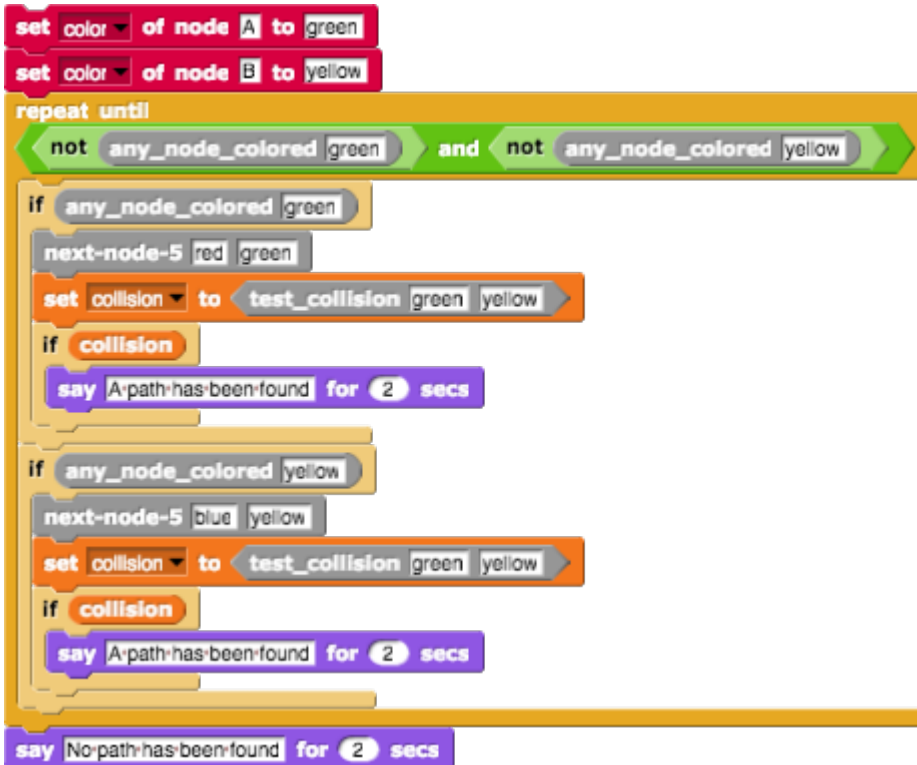 set color of node A to green
set color of node B to yellow
repeat until
not any_node_colored green and not any_node_colored yellow
if any_node_colored green
next-node-5 red green
set collision to test_collision green yellow
if collision
say A path has been found for 2 secs
if any_node_colored yellow
next-node-5 blue yellow
set collision to test_collision green yellow
if collision
say A path has been found for 2 secs
say No path has been found for 2 secs